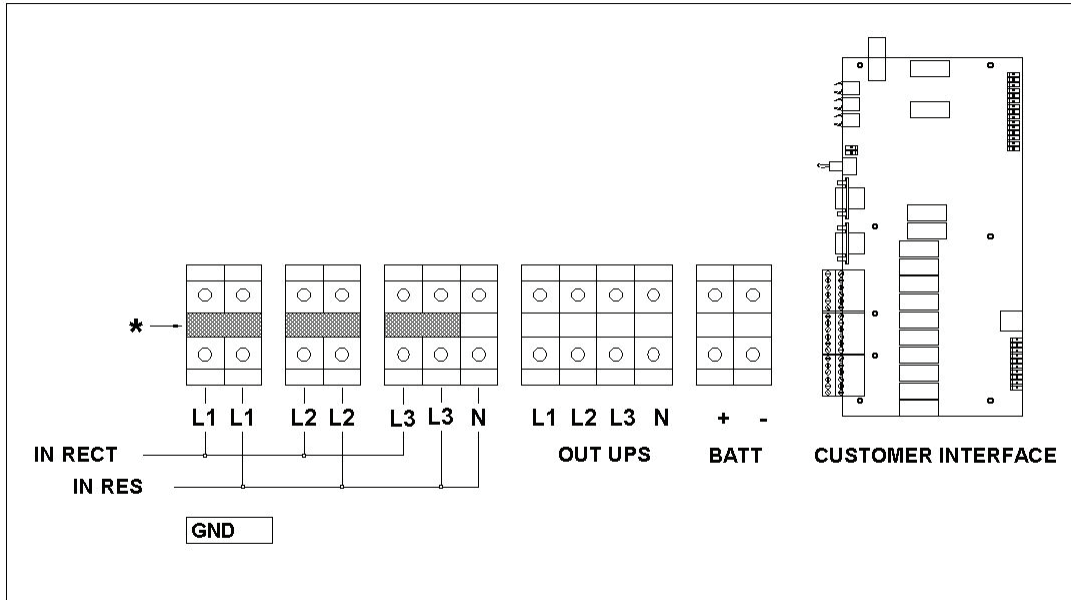 *
L1 L1 L2 L2 L3 L3 N L1 L2 L3 N + -
IN RECT OUT UPS BATT CUSTOMER INTERFACE
IN RES
GND